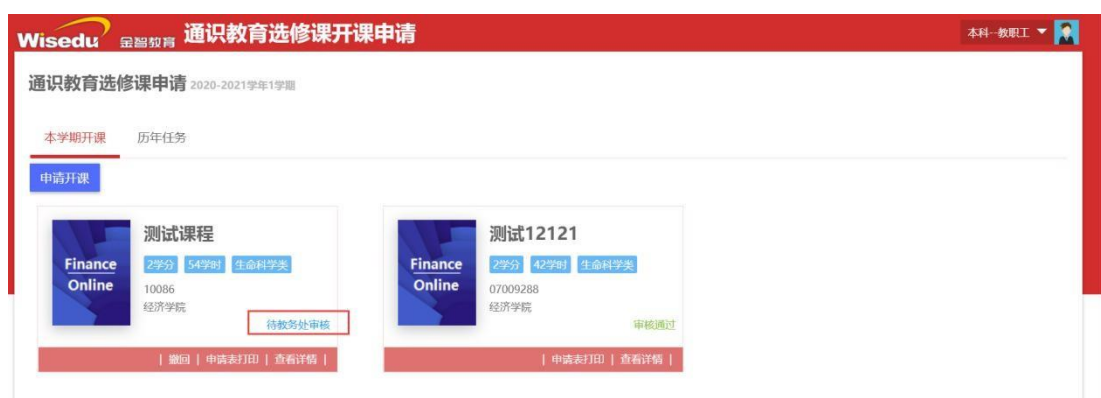 Wisedu 金智教育 通识教育选修课开课申请 本科--教职工
通识教育选修课申请 2020-2021学年1学期
本学期开课 历年任务
申请开课
Finance
Online
测试课程
2学分 54学时 生命科学类
10086
经济学院
待教务处审核
| 撤回 | 申请表打印 | 查看详情 |
Finance
Online
测试12121
2学分 42学时 生命科学类
07009288
经济学院
审核通过
| 申请表打印 | 查看详情 |